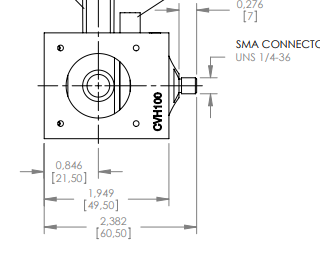 0,276
[7]
SMA CONNECTO
UNS 1/4-36
CVH100
0,846
[21,50]
1,949
[49,50]
2,382
[60,50]